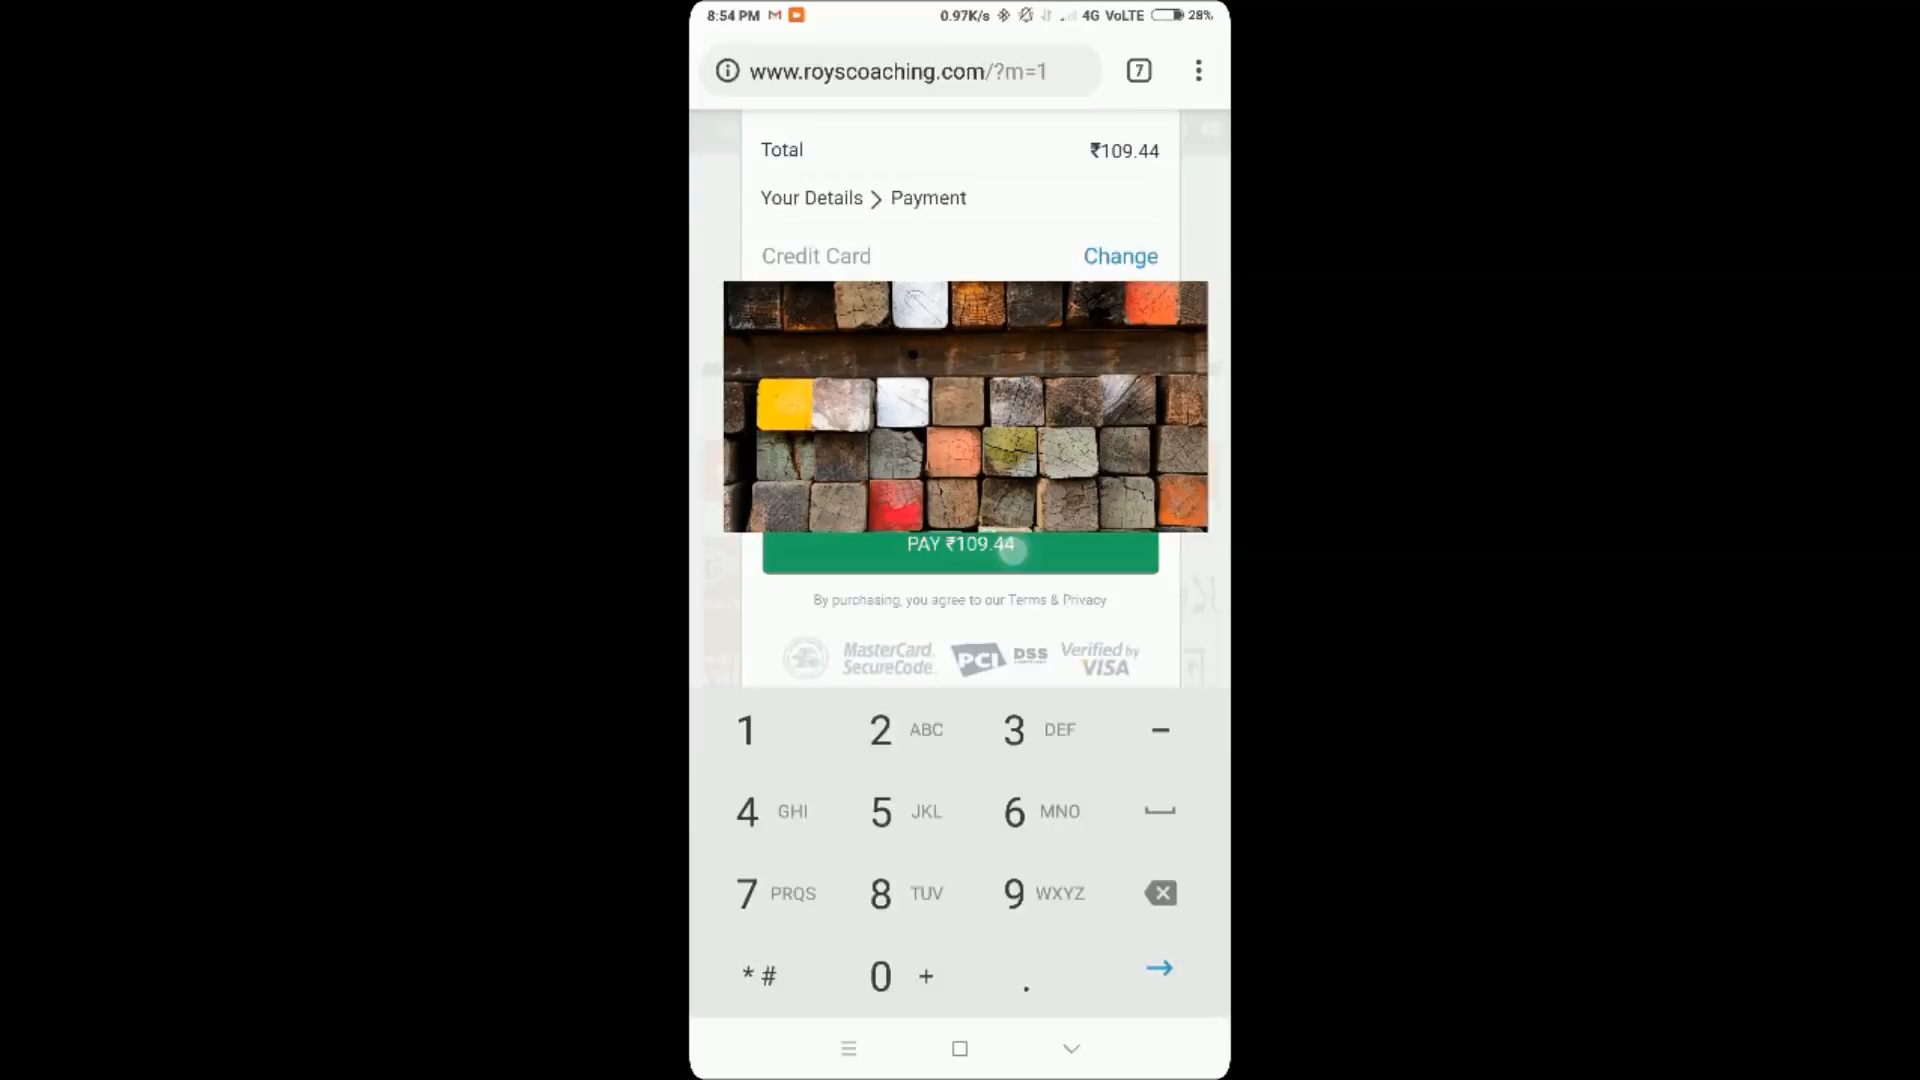 8:54 PM 0.97K/s 4G VoLTE 28%
www.royscoaching.com/?m=1 7
Total ₹109.44
Your Details > Payment
Credit Card Change
PAY ₹109.44
By purchasing, you agree to our Terms & Privacy
MasterCard. SecureCode. PCI DSS Verified by VISA
1 2 ABC 3 DEF -
4 GHI 5 JKL 6 MNO
7 PRQS 8 TUV 9 WXYZ
* # 0 + .